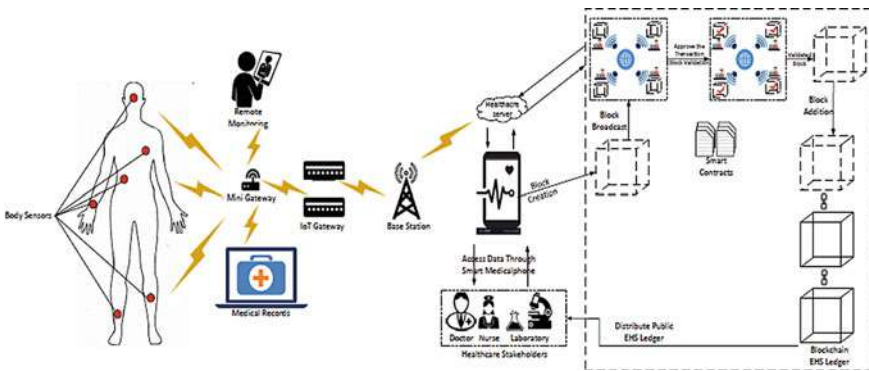 Body Sensors
Remote
Monitoring
Mini Gateway
Medical Records
IoT Gateway
Base Station
Healthcre
server
Block
Creation
Access Data Through
Smart Medicalphone
Doctor Nurse Laboratory
Healthcare Stakeholders
Block
Broadcast
Approve the
Transaction
Block Validation
Validated
Block
Block
Addition
Smart
Contracts
Distribute Public
EHS Ledger
Blockchain
EHS Ledger